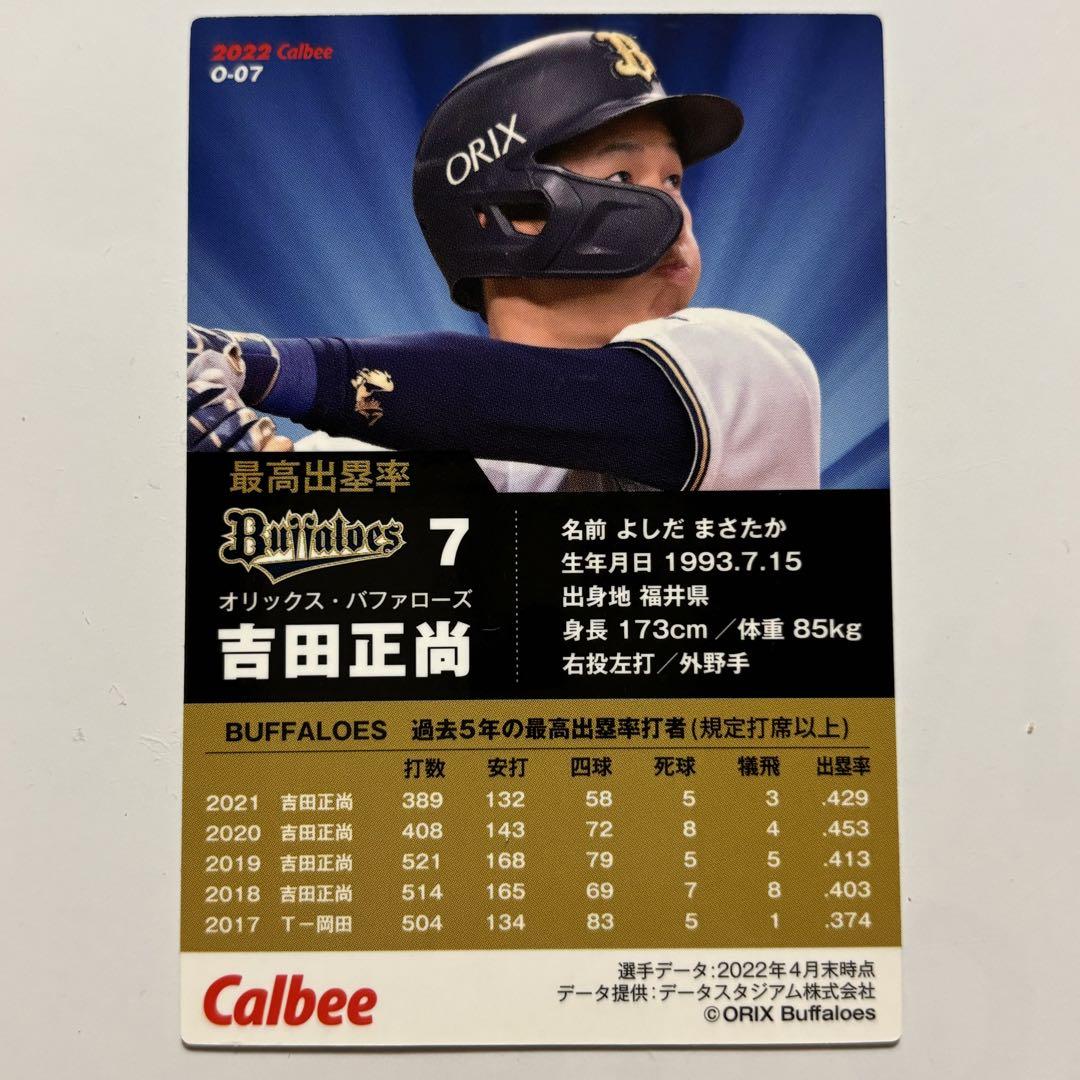 2022 Calbee
O-07
B
ORIX
最高出塁率
Buffaloes 7
オリックス・バファローズ
吉田正尚
名前 よしだ まさたか
生年月日 1993.7.15
出身地 福井県
身長 173cm／体重 85kg
右投左打／外野手
BUFFALOES 過去5年の最高出塁率打者(規定打席以上)
打数 安打 四球 死球 犠飛 出塁率
2021 吉田正尚 389 132 58 5 3 .429
2020 吉田正尚 408 143 72 8 4 .453
2019 吉田正尚 521 168 79 5 5 .413
2018 吉田正尚 514 165 69 7 8 .403
2017 T－岡田 504 134 83 5 1 .374
Calbee
選手データ:2022年4月末時点
データ提供:データスタジアム株式会社
©ORIX Buffaloes